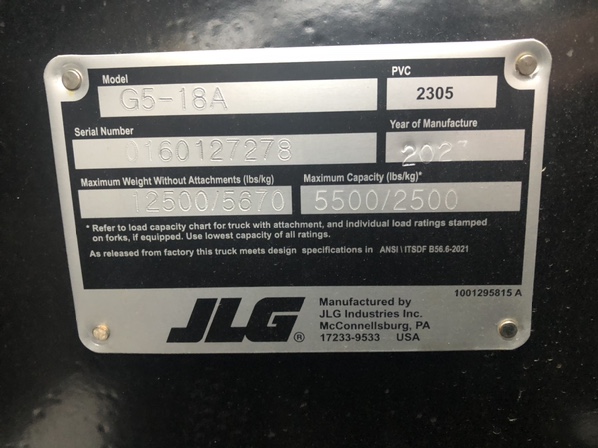 Model
G5-18A
PVC
2305
Serial Number
0160127278
Year of Manufacture
Maximum Weight Without Attachments (lbs/kg)
12500/5670
Maximum Capacity (lbs/kg)*
5500/2500
* Refer to load capacity chart for truck with attachment, and individual load ratings stamped
on forks, if equipped. Use lowest capacity of all ratings.
As released from factory this truck meets design specifications in ANSI \ ITSDF B56.6-2021
1001295815 A
JLG®
Manufactured by
JLG Industries Inc.
McConnellsburg, PA
17233-9533 USA